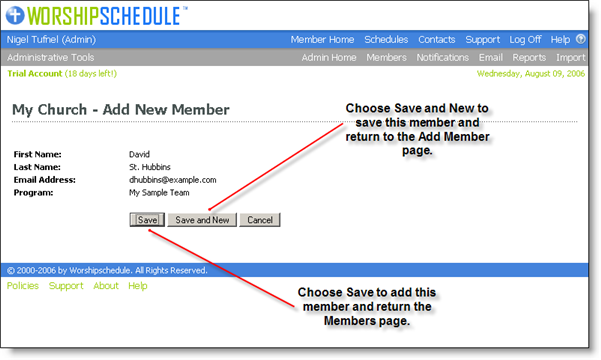 WORSHIPSCHEDULE™
Nigel Tufnel (Admin) Member Home Schedules Contacts Support Log Off Help ?
Administrative Tools Admin Home Members Notifications Email Reports Import
Trial Account (18 days left!) Wednesday, August 09, 2006
My Church - Add New Member
Choose Save and New to
save this member and
return to the Add Member
page.
First Name: David
Last Name: St. Hubbins
Email Address: dhubbins@example.com
Program: My Sample Team
Save Save and New Cancel
© 2000-2006 by Worshipschedule. All Rights Reserved.
Policies Support About Help
Choose Save to add this
member and return the
Members page.